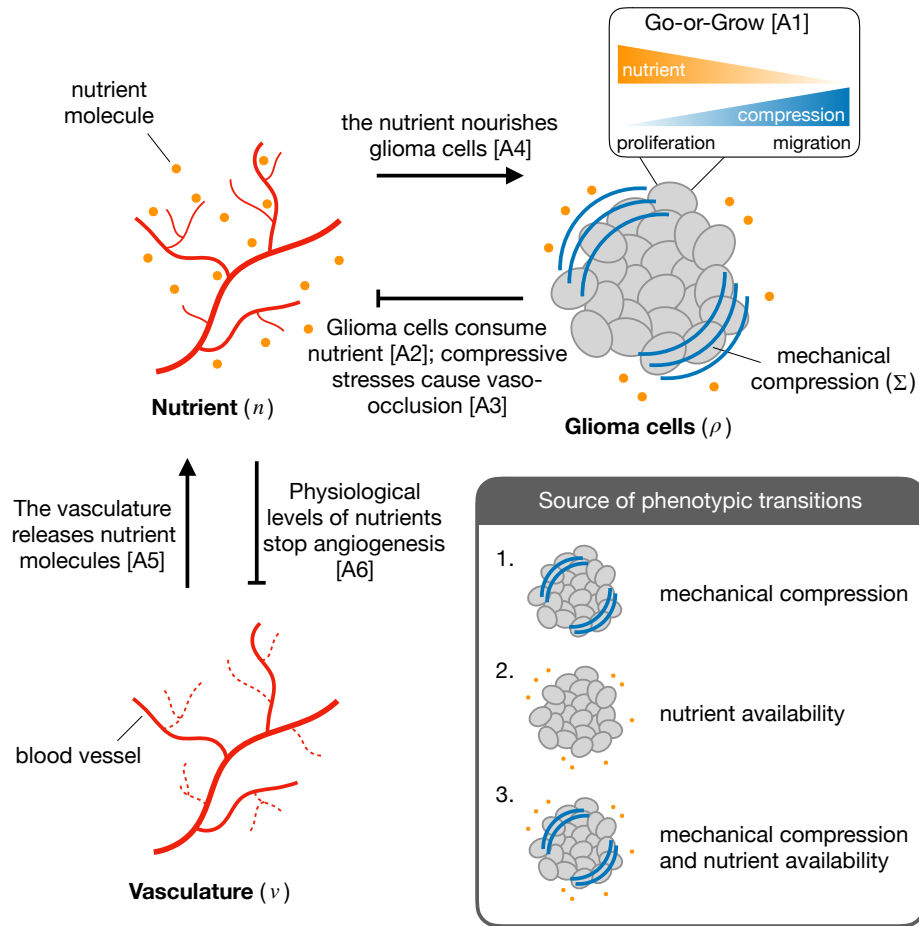 Go-or-Grow [A1]
nutrient
compression
proliferation
migration
nutrient
molecule
the nutrient nourishes
glioma cells [A4]
Glioma cells consume
nutrient [A2]; compressive
stresses cause vaso-
occlusion [A3]
mechanical
compression (Σ)
Nutrient (n)
Glioma cells (ρ)
The vasculature
releases nutrient
molecules [A5]
Physiological
levels of nutrients
stop angiogenesis
[A6]
blood vessel
Vasculature (v)
Source of phenotypic transitions
1.
mechanical compression
2.
nutrient availability
3.
mechanical compression
and nutrient availability